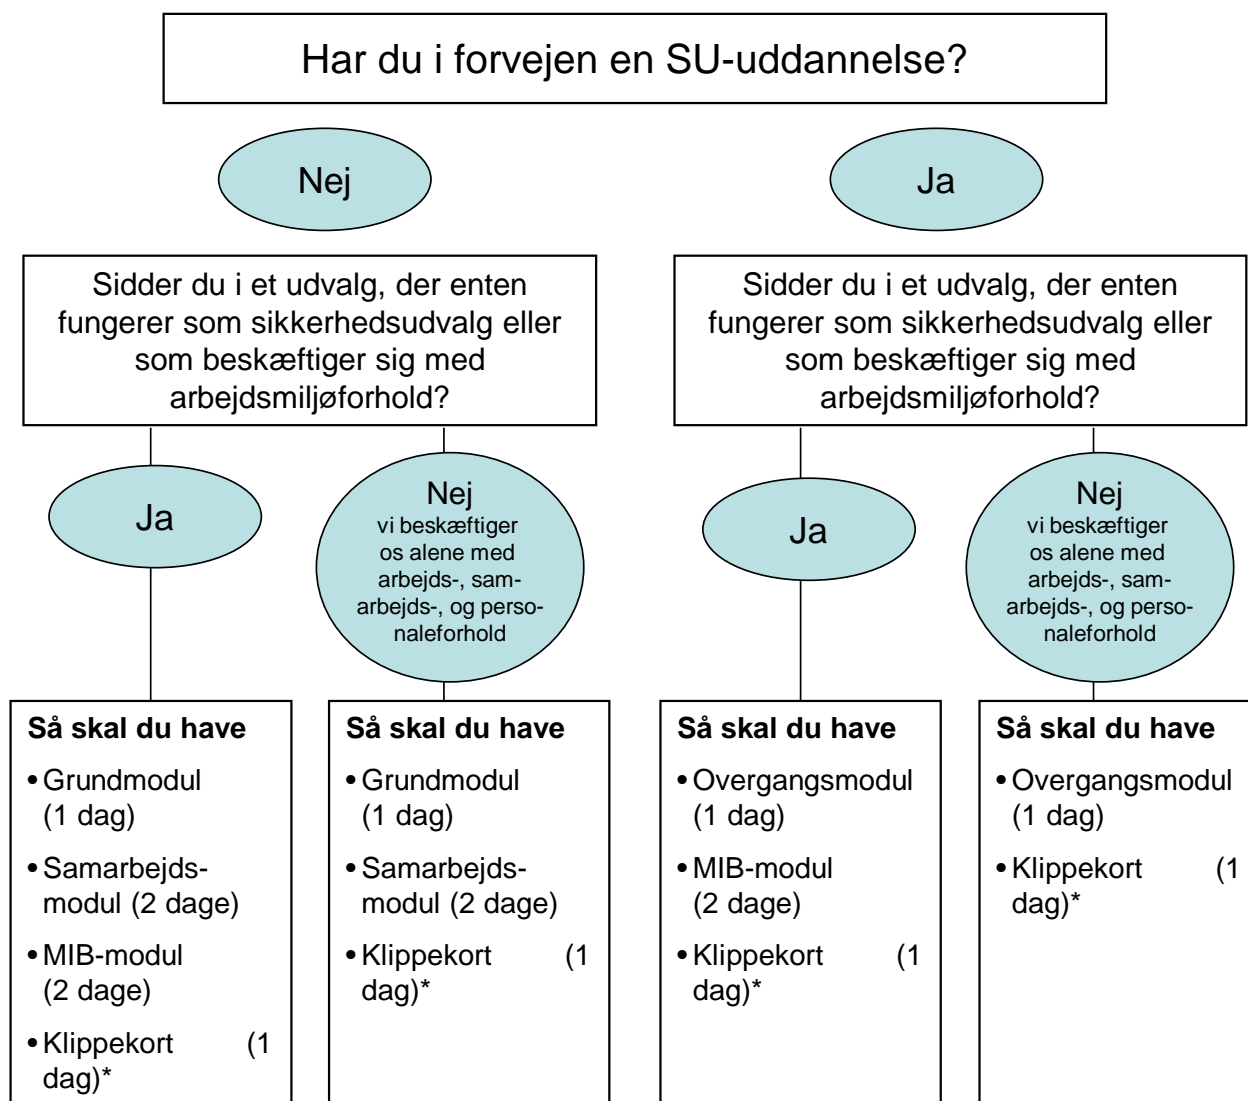 Har du i forvejen en SU-uddannelse?
Nej
Ja
Sidder du i et udvalg, der enten
fungerer som sikkerhedsudvalg eller
som beskæftiger sig med
arbejdsmiljøforhold?
Sidder du i et udvalg, der enten
fungerer som sikkerhedsudvalg eller
som beskæftiger sig med
arbejdsmiljøforhold?
Ja
Nej
vi beskæftiger
os alene med
arbejds-, sam-
arbejds-, og perso-
naleforhold
Ja
Nej
vi beskæftiger
os alene med
arbejds-, sam-
arbejds-, og perso-
naleforhold
Så skal du have
• Grundmodul
(1 dag)
• Samarbejds-
modul (2 dage)
• MIB-modul
(2 dage)
• Klippekort (1
dag)*
Så skal du have
• Grundmodul
(1 dag)
• Samarbejds-
modul (2 dage)
• Klippekort (1
dag)*
Så skal du have
• Overgangsmodul
(1 dag)
• MIB-modul
(2 dage)
• Klippekort (1
dag)*
Så skal du have
• Overgangsmodul
(1 dag)
• Klippekort (1
dag)*